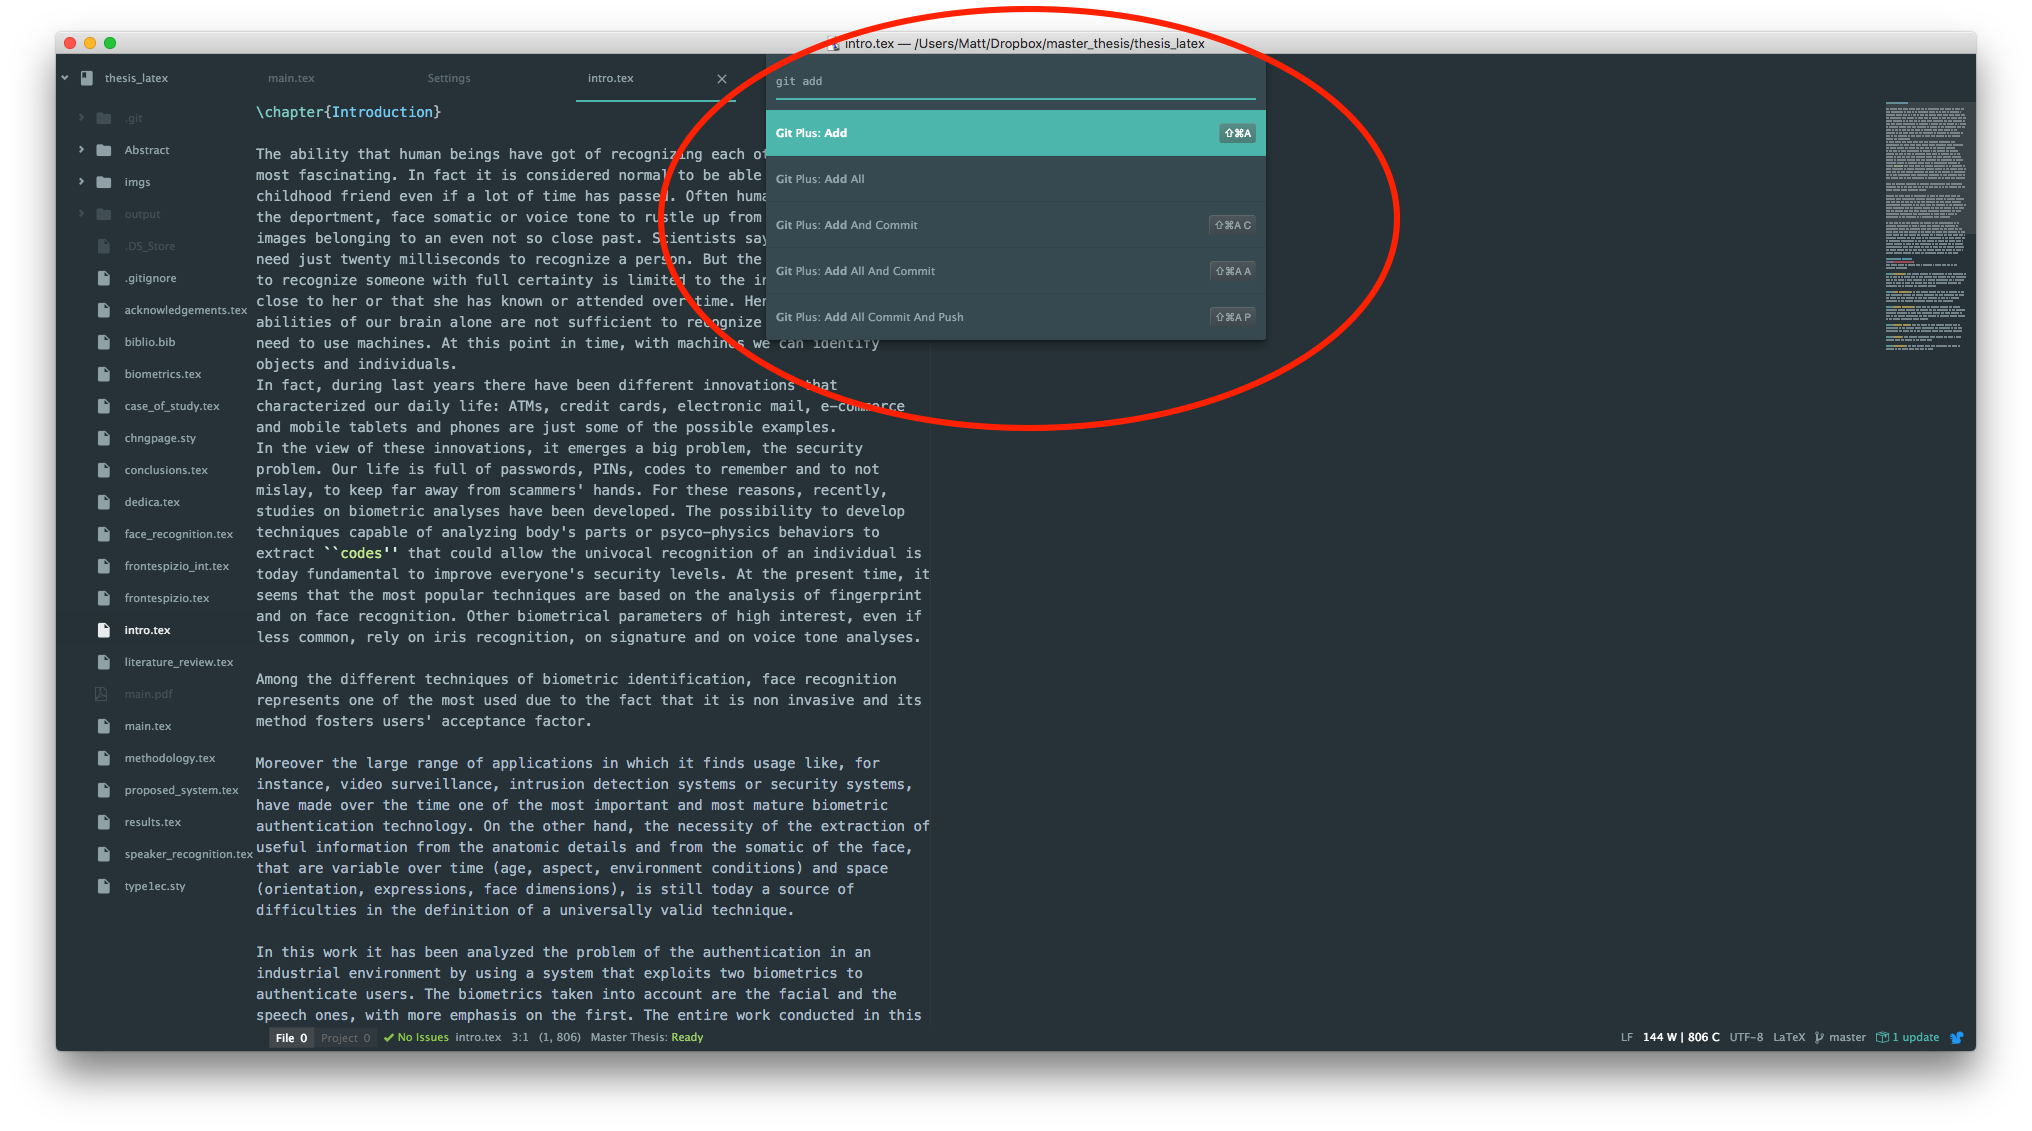 intro.tex — /Users/Matt/Dropbox/master_thesis/thesis_latex
thesis_latex
main.tex
Settings
intro.tex
.git
Abstract
imgs
output
.DS_Store
.gitignore
acknowledgements.tex
biblio.bib
biometrics.tex
case_of_study.tex
chngpage.sty
conclusions.tex
dedica.tex
face_recognition.tex
frontespizio_int.tex
frontespizio.tex
intro.tex
literature_review.tex
main.pdf
main.tex
methodology.tex
proposed_system.tex
results.tex
speaker_recognition.tex
type1ec.sty
\chapter{Introduction}
The ability that human beings have got of recognizing each
most fascinating. In fact it is considered normal to be able
childhood friend even if a lot of time has passed. Often
the deportment, face somatic or voice tone to rustle up from
images belonging to an even not so close past. Scientists
need just twenty milliseconds to recognize a person. But the
to recognize someone with full certainty is limited to the
close to her or that she has known or attended over time.
abilities of our brain alone are not sufficient to recognize
need to use machines. At this point in time, with machines we can identify
objects and individuals.
In fact, during last years there have been different innovations that
characterized our daily life: ATMs, credit cards, electronic mail, e-commerce
and mobile tablets and phones are just some of the possible examples.
In the view of these innovations, it emerges a big problem, the security
problem. Our life is full of passwords, PINs, codes to remember and to not
mislay, to keep far away from scammers' hands. For these reasons, recently,
studies on biometric analyses have been developed. The possibility to develop
techniques capable of analyzing body's parts or psyco-physics behaviors to
extract ``codes'' that could allow the univocal recognition of an individual is
today fundamental to improve everyone's security levels. At the present time, it
seems that the most popular techniques are based on the analysis of fingerprint
and on face recognition. Other biometrical parameters of high interest, even if
less common, rely on iris recognition, on signature and on voice tone analyses.
Among the different techniques of biometric identification, face recognition
represents one of the most used due to the fact that it is non invasive and its
method fosters users' acceptance factor.
Moreover the large range of applications in which it finds usage like, for
instance, video surveillance, intrusion detection systems or security systems,
have made over the time one of the most important and most mature biometric
authentication technology. On the other hand, the necessity of the extraction of
useful information from the anatomic details and from the somatic of the face,
that are variable over time (age, aspect, environment conditions) and space
(orientation, expressions, face dimensions), is still today a source of
difficulties in the definition of a universally valid technique.
In this work it has been analyzed the problem of the authentication in an
industrial environment by using a system that exploits two biometrics to
authenticate users. The biometrics taken into account are the facial and the
speech ones, with more emphasis on the first. The entire work conducted in this
git add
Git Plus: Add ⇧⌘A
Git Plus: Add All
Git Plus: Add And Commit ⇧⌘A C
Git Plus: Add All And Commit ⇧⌘A A
Git Plus: Add All Commit And Push ⇧⌘A P
File 0 Project 0 No Issues intro.tex 3:1 (1, 806) Master Thesis: Ready
LF 144 W | 806 C UTF-8 LaTeX master 1 update